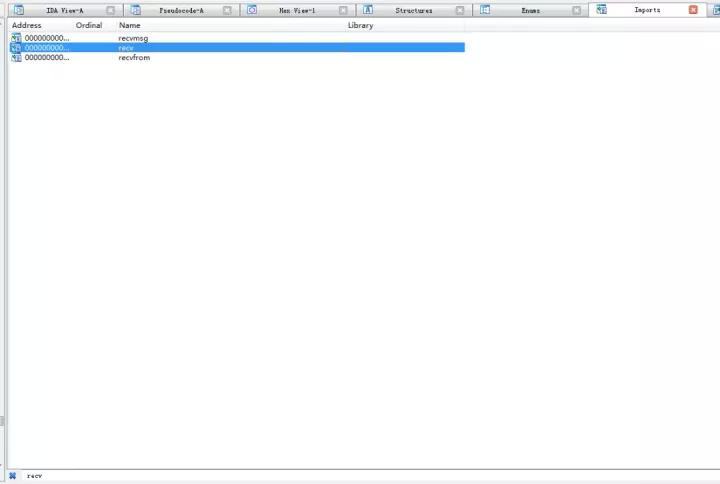 IDA View-A Pseudocode-A Hex View-1 Structures Enums Imports
Address Ordinal Name Library
000000000... recvmsg
000000000... recv
000000000... recvfrom
recv